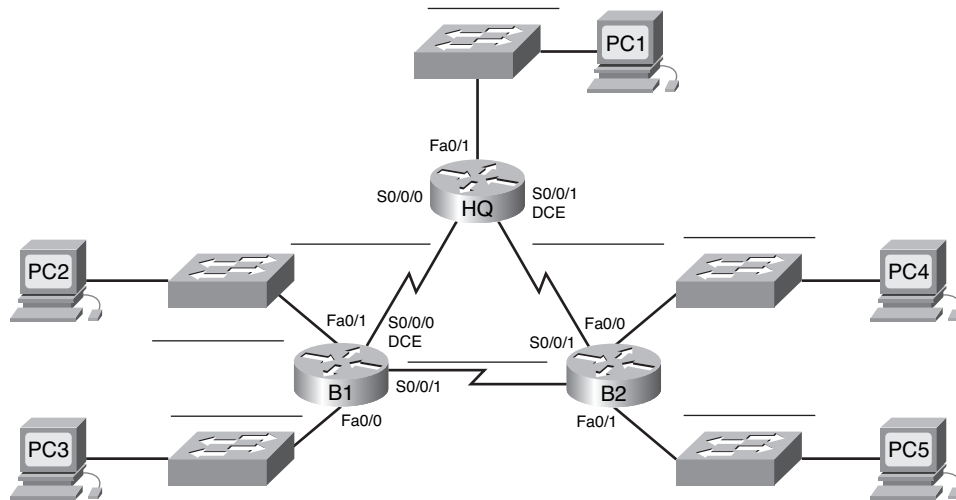 PC1
Fa0/1
S0/0/0
S0/0/1
DCE
HQ
PC2
PC4
Fa0/1
S0/0/0
DCE
Fa0/0
S0/0/1
B1
S0/0/1
B2
Fa0/0
Fa0/1
PC3
PC5